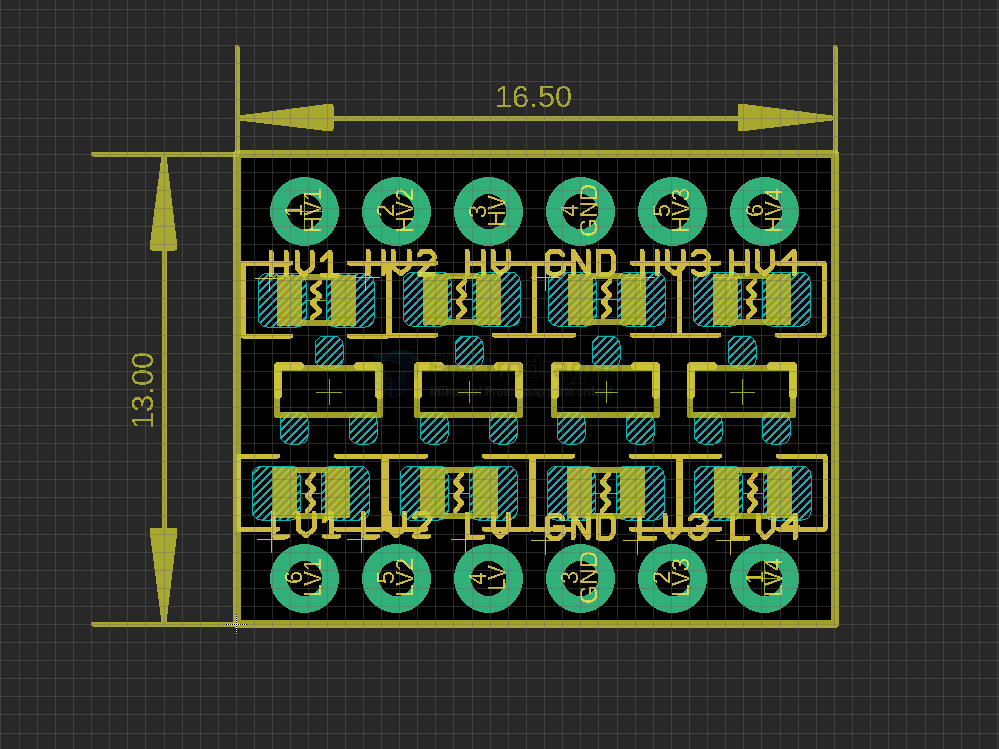 16.50
1 2 3 4 5 6
HV1 HV2 HV GND HV3 HV4
HV1 HV2 HV GND HV3 HV4
13.00
LV1 LV2 LV GND LV3 LV4
6 5 4 3 2 1
LV1 LV2 LV GND LV3 LV4